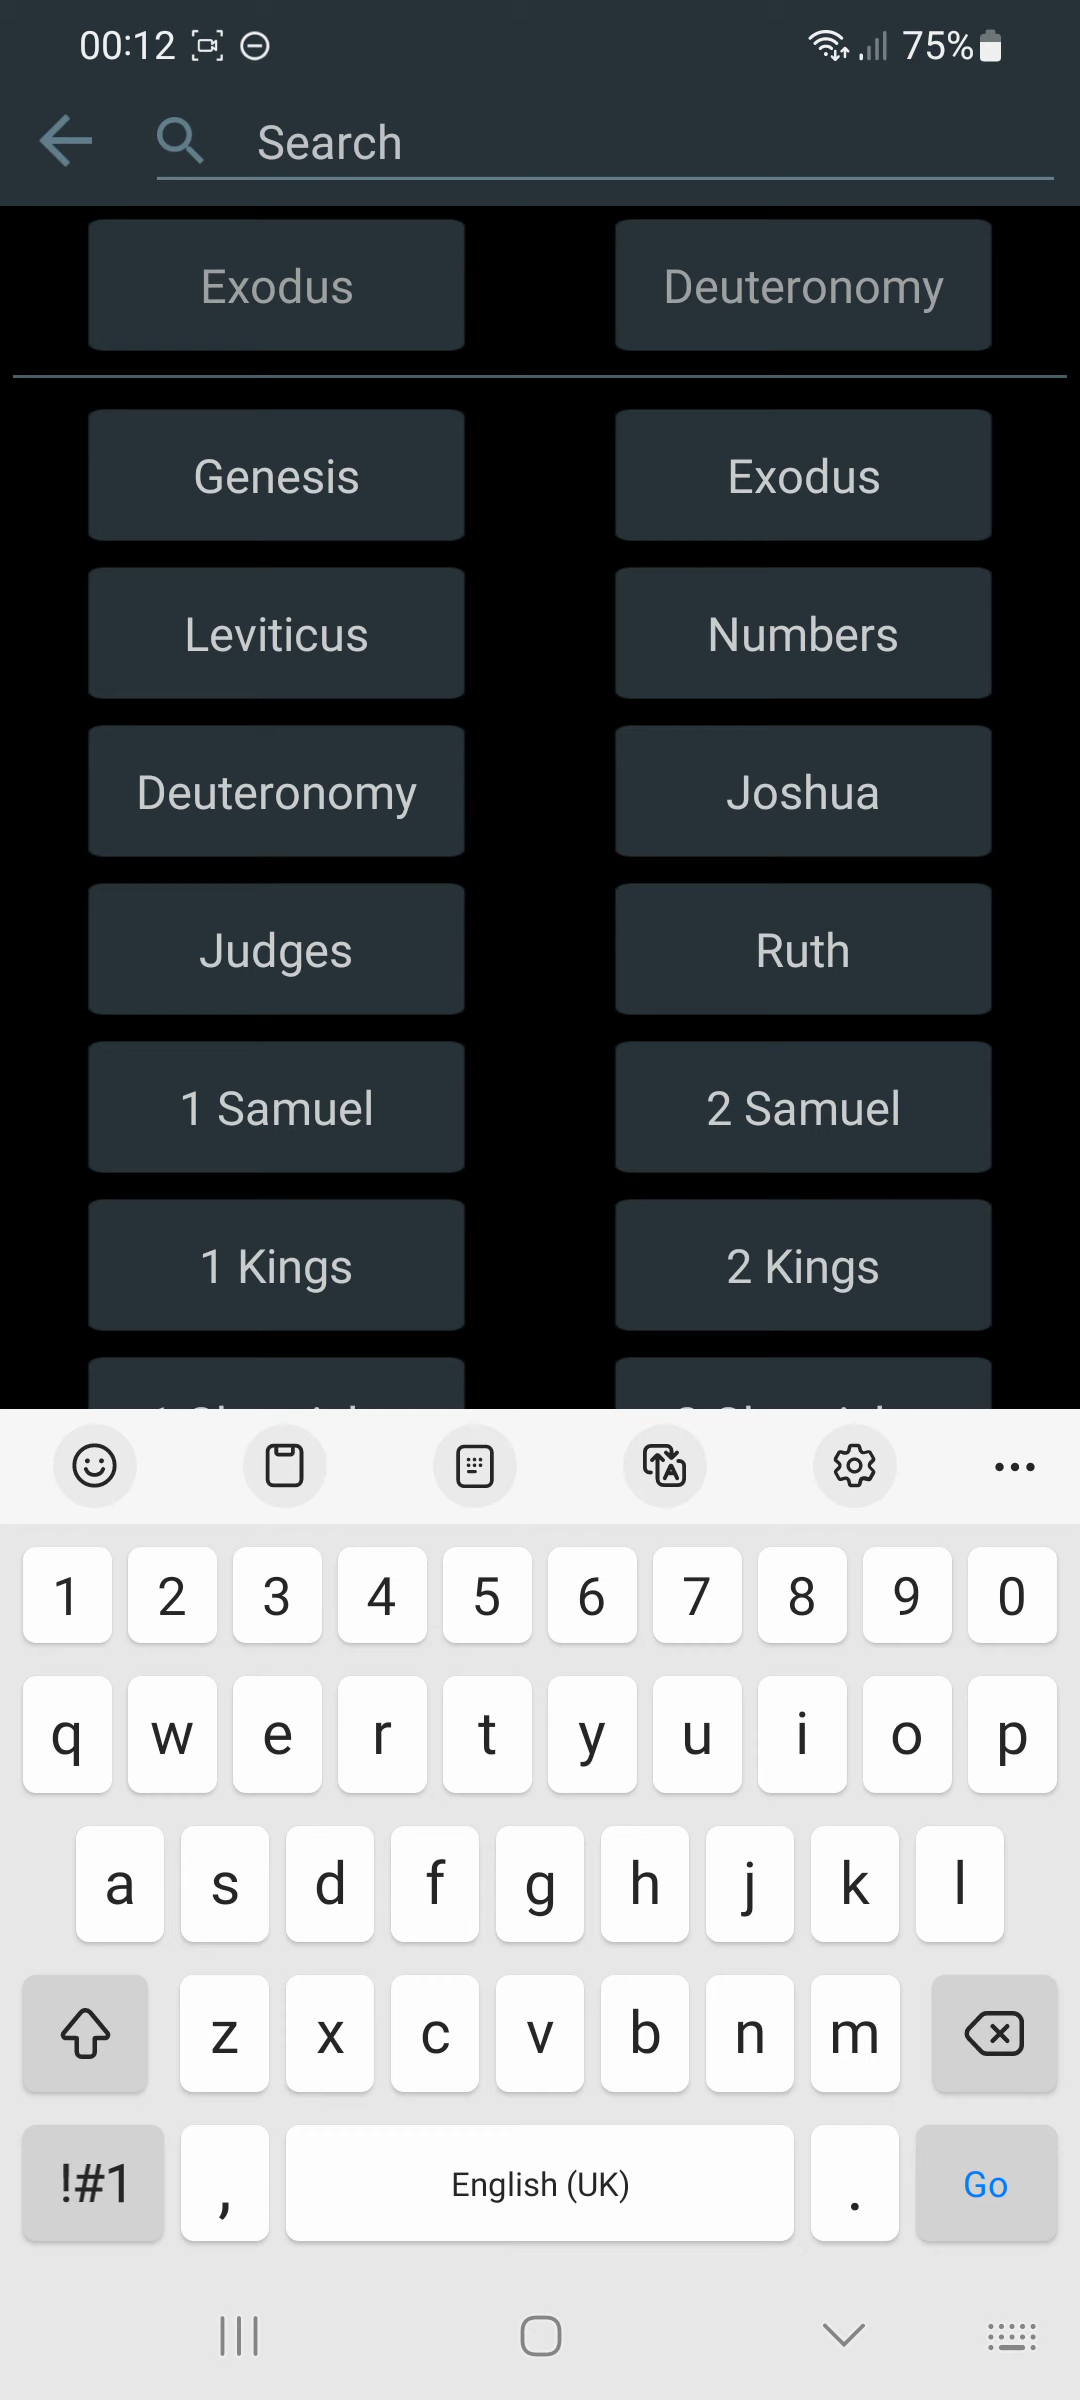 00:12 75%
Search
Exodus Deuteronomy
Genesis Exodus
Leviticus Numbers
Deuteronomy Joshua
Judges Ruth
1 Samuel 2 Samuel
1 Kings 2 Kings
1 2 3 4 5 6 7 8 9 0
q w e r t y u i o p
a s d f g h j k l
z x c v b n m
!#1 , English (UK) . Go